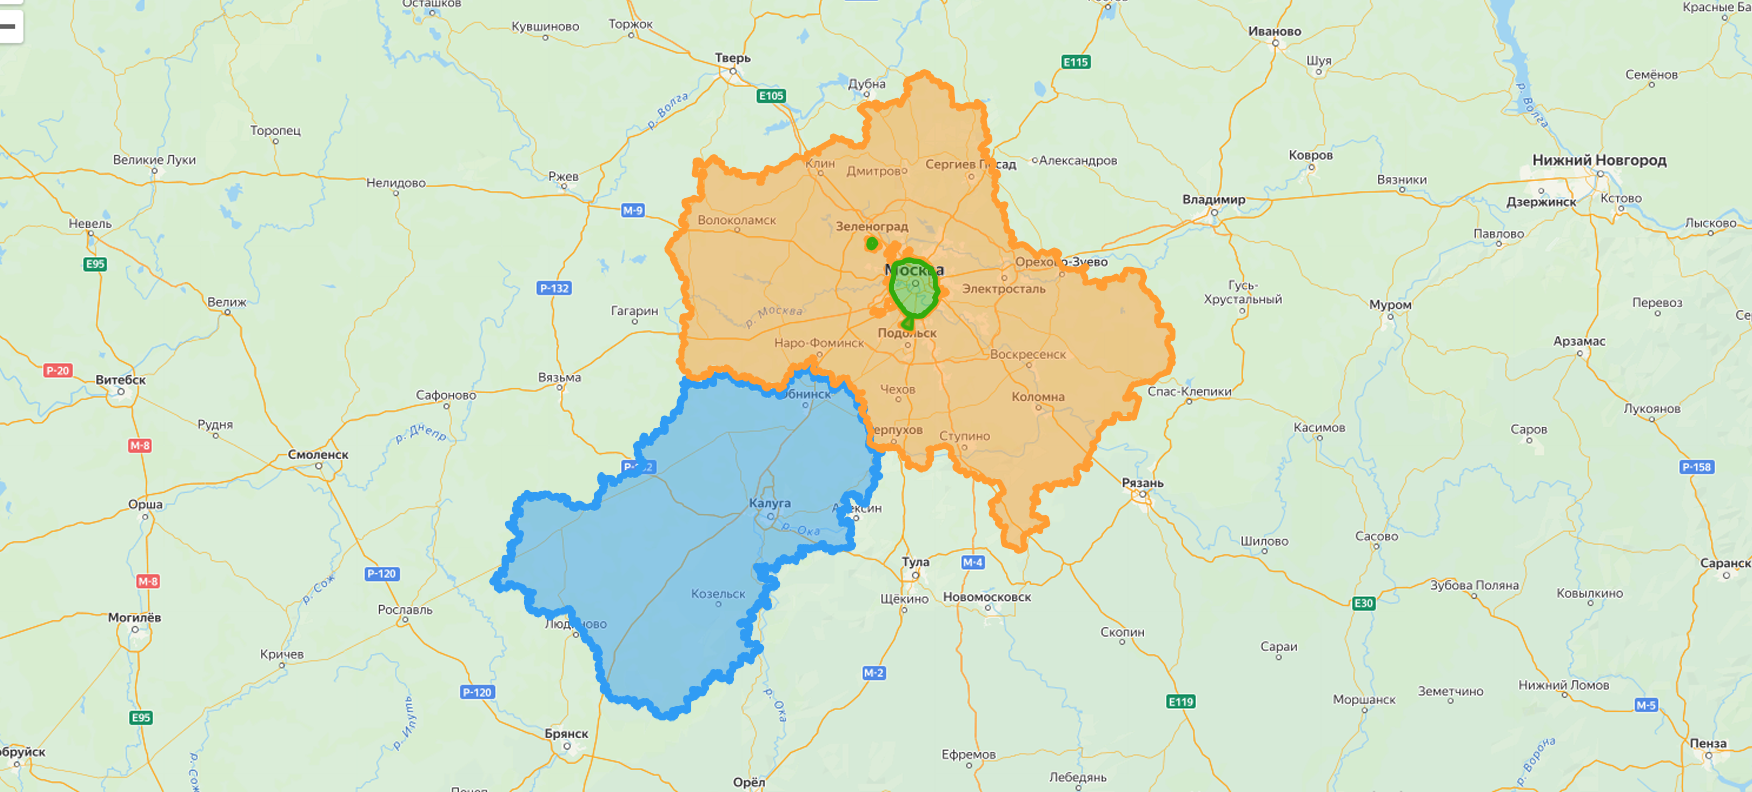 Осташков
Кувшиново
Торжок
Иваново
Красные Ба
Тверь
E115
Шуя
Семёнов
Дубна
E105
р. Волга
р. Волга
Торопец
Великие Луки
Клин
Дмитров
Сергиев Посад
Александров
Ковров
Нижний Новгород
Ржев
Нелидово
Вязники
Кстово
Дзержинск
М-9
Владимир
Волоколамск
Зеленоград
Невель
Лысково
Павлово
E95
Москва
Орехово-Зуево
Р-132
Электросталь
Гусь-
Хрустальный
Велиж
Гагарин
р. Москва
Муром
Перевоз
Се
Подольск
Наро-Фоминск
Воскресенск
Арзамас
Р-20
Витебск
Вязьма
Сафоново
Обнинск
Чехов
Коломна
Спас-Клепики
Лукоянов
Рудня
р. Днепр
Серпухов
Ступино
Касимов
Саров
М-8
Смоленск
Р-132
Р-158
Рязань
Орша
Калуга
Алексин
р. Ока
Шилово
Сасово
Тула
М-4
Саранск
Р-120
М-8
р. Сож
Козельск
Щёкино
Новомосковск
E30
Зубова Поляна
Ковылкино
Рославль
Могилёв
Людиново
Скопин
Сараи
Кричев
М-2
Р-120
E119
Моршанск
Земетчино
Нижний Ломов
М-5
р. Ипуть
р. Ока
E95
Брянск
обруйск
Ефремов
р. Ворона
Пенза
р. Сож
Орёл
Лебедянь